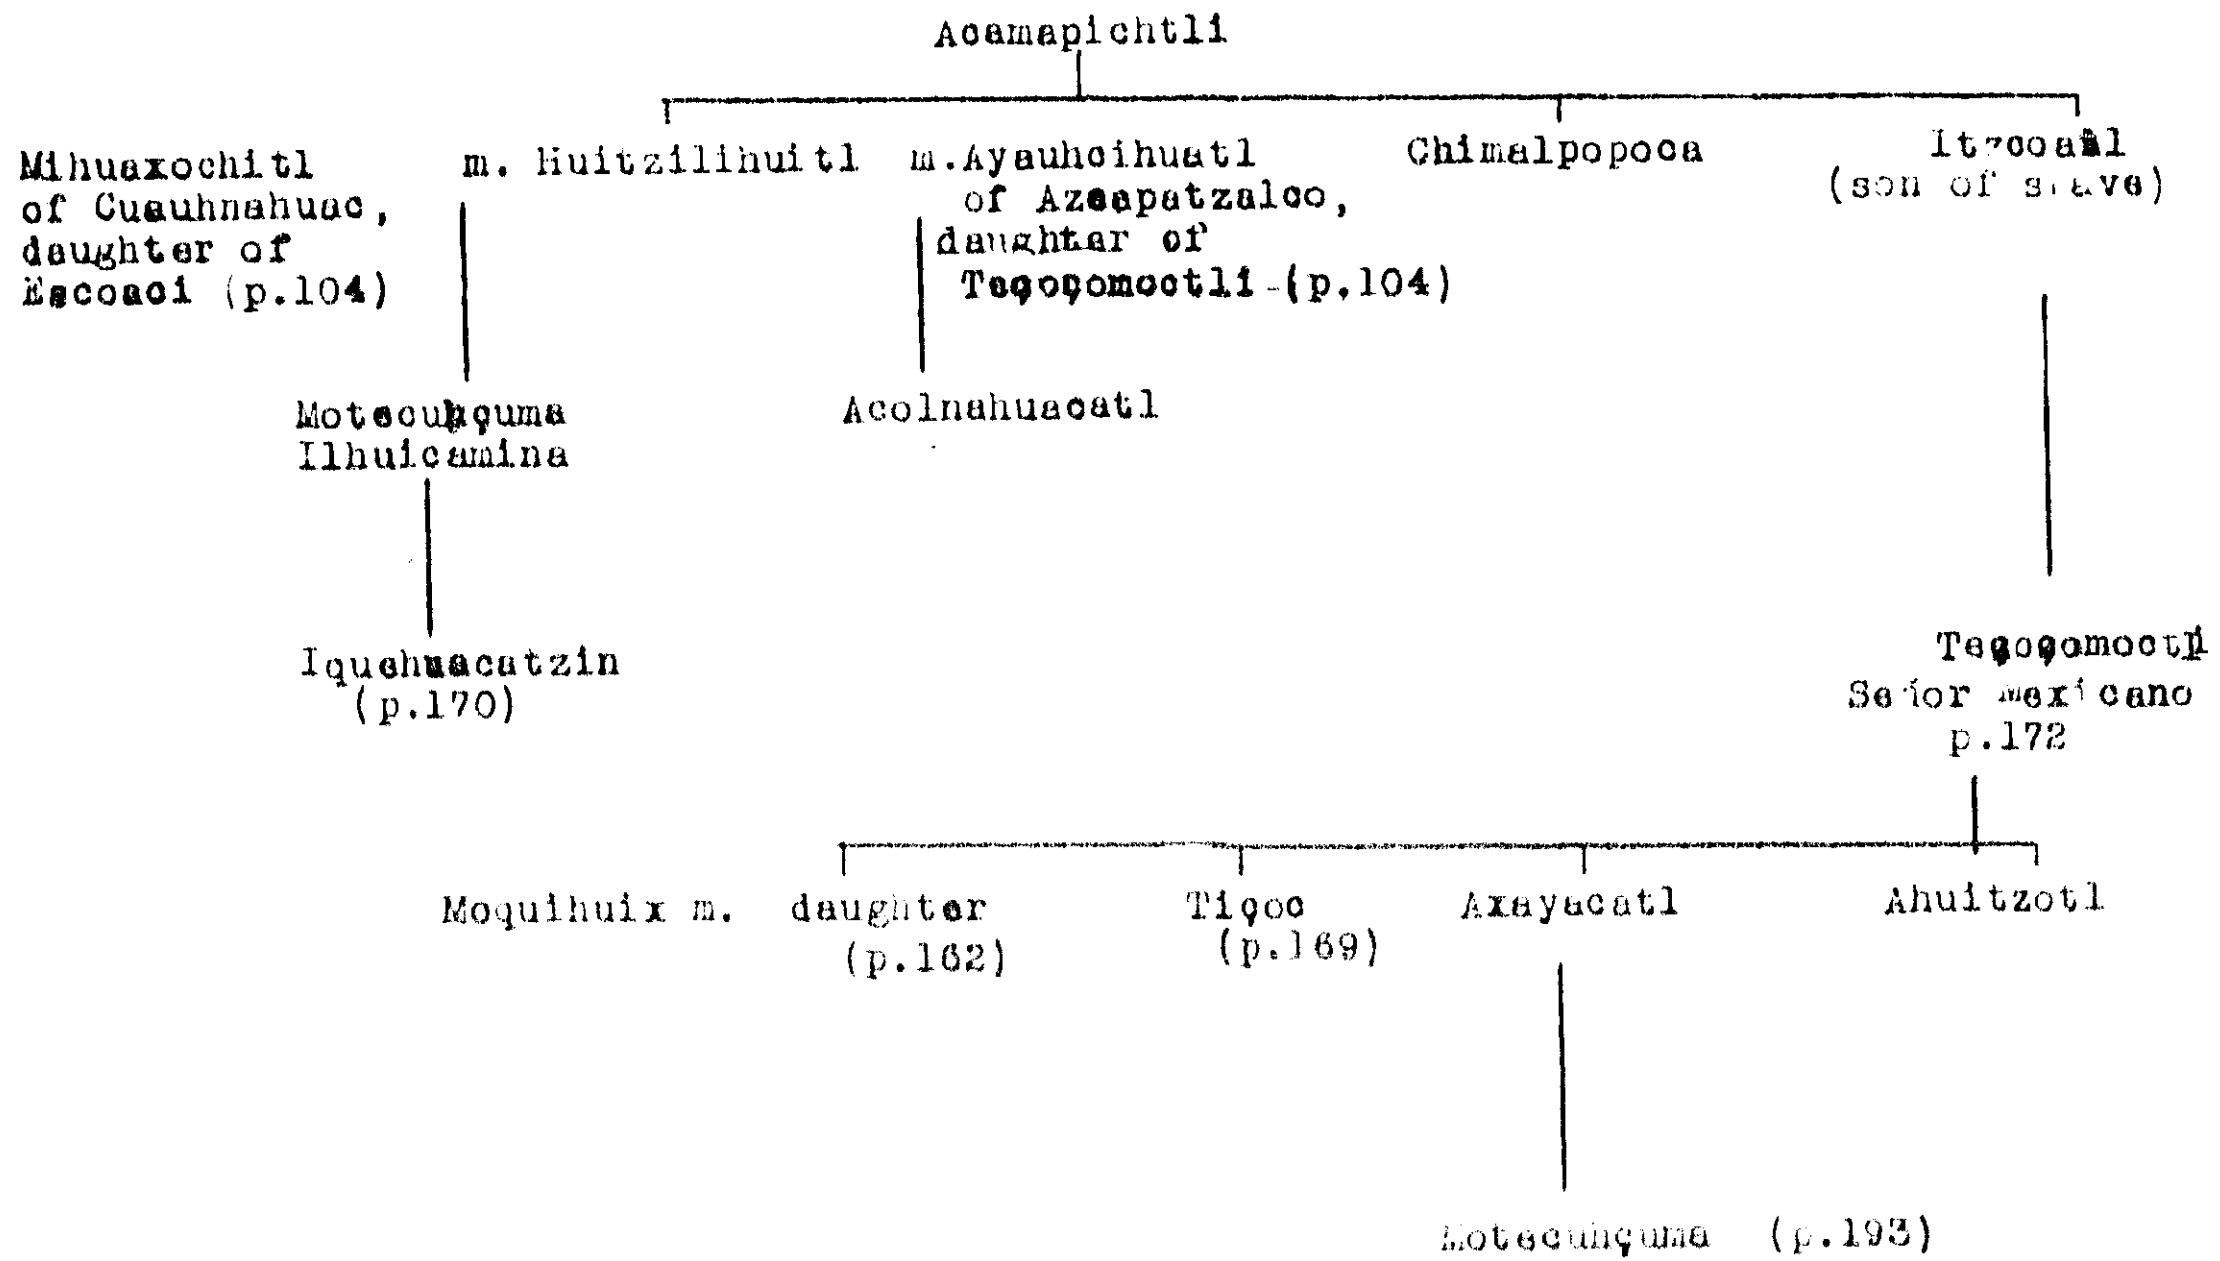 Acamapichtli
Mihuaxochitl
of Cuauhnahuac,
daughter of
Escoaci (p.104)
m. Huitzilihuitl
m. Ayauhcihuatl
of Azcapatzalco,
daughter of
Teçoçomoctli (p.104)
Chimalpopoca
Itzcoatl
(son of slave)
Motecuhçuma
Ilhuicamina
Acolnahuacatl
Iquehuacatzin
(p.170)
Teçoçomoctli
Señor mexicano
p.172
Moquihuix m. daughter
(p.162)
Tiçoc
(p.169)
Axayacatl
Ahuitzotl
Motecuhçuma (p.193)